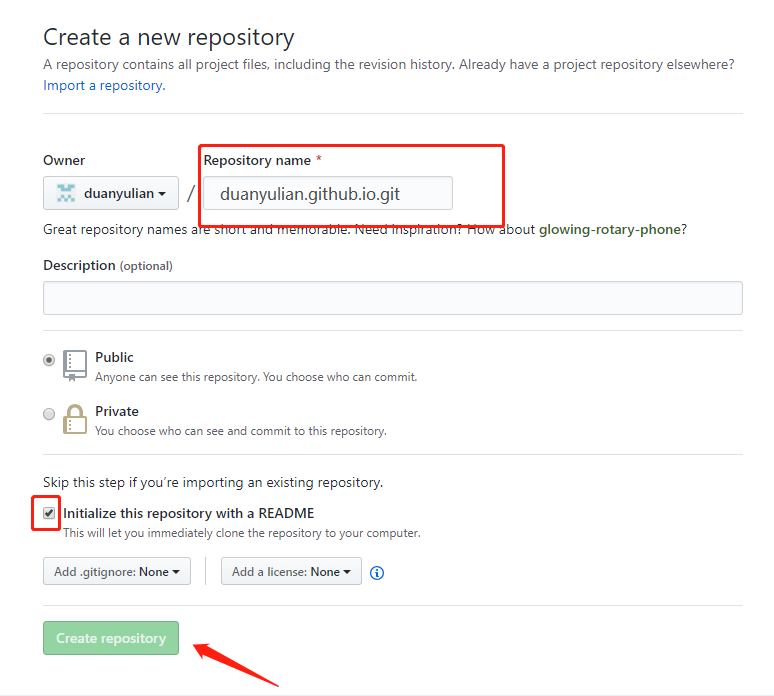 Create a new repository
A repository contains all project files, including the revision history. Already have a project repository elsewhere?
Import a repository.
Owner
Repository name *
duanyulian
/
duanyulian.github.io.git
Great repository names are short and memorable. Need inspiration? How about glowing-rotary-phone?
Description (optional)
Public
Anyone can see this repository. You choose who can commit.
Private
You choose who can see and commit to this repository.
Skip this step if you’re importing an existing repository.
Initialize this repository with a README
This will let you immediately clone the repository to your computer.
Add .gitignore: None
Add a license: None
Create repository